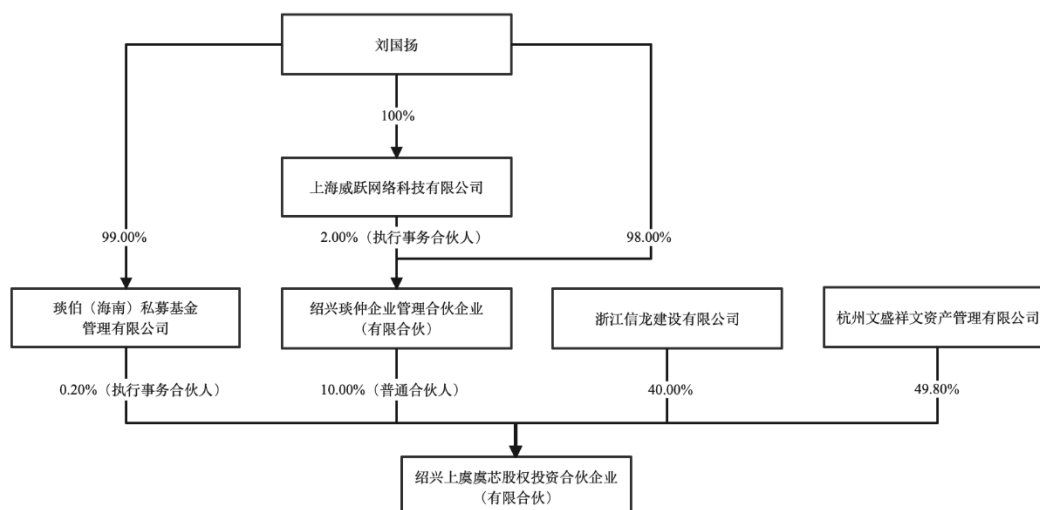 刘国扬
100%
上海威跃网络科技有限公司
99.00%
2.00%（执行事务合伙人）
98.00%
琰伯（海南）私募基金
管理有限公司
绍兴琰仲企业管理合伙企业
（有限合伙）
浙江信龙建设有限公司
杭州文盛祥文资产管理有限公司
0.20%（执行事务合伙人）
10.00%（普通合伙人）
40.00%
49.80%
绍兴上虞虞芯股权投资合伙企业
（有限合伙）